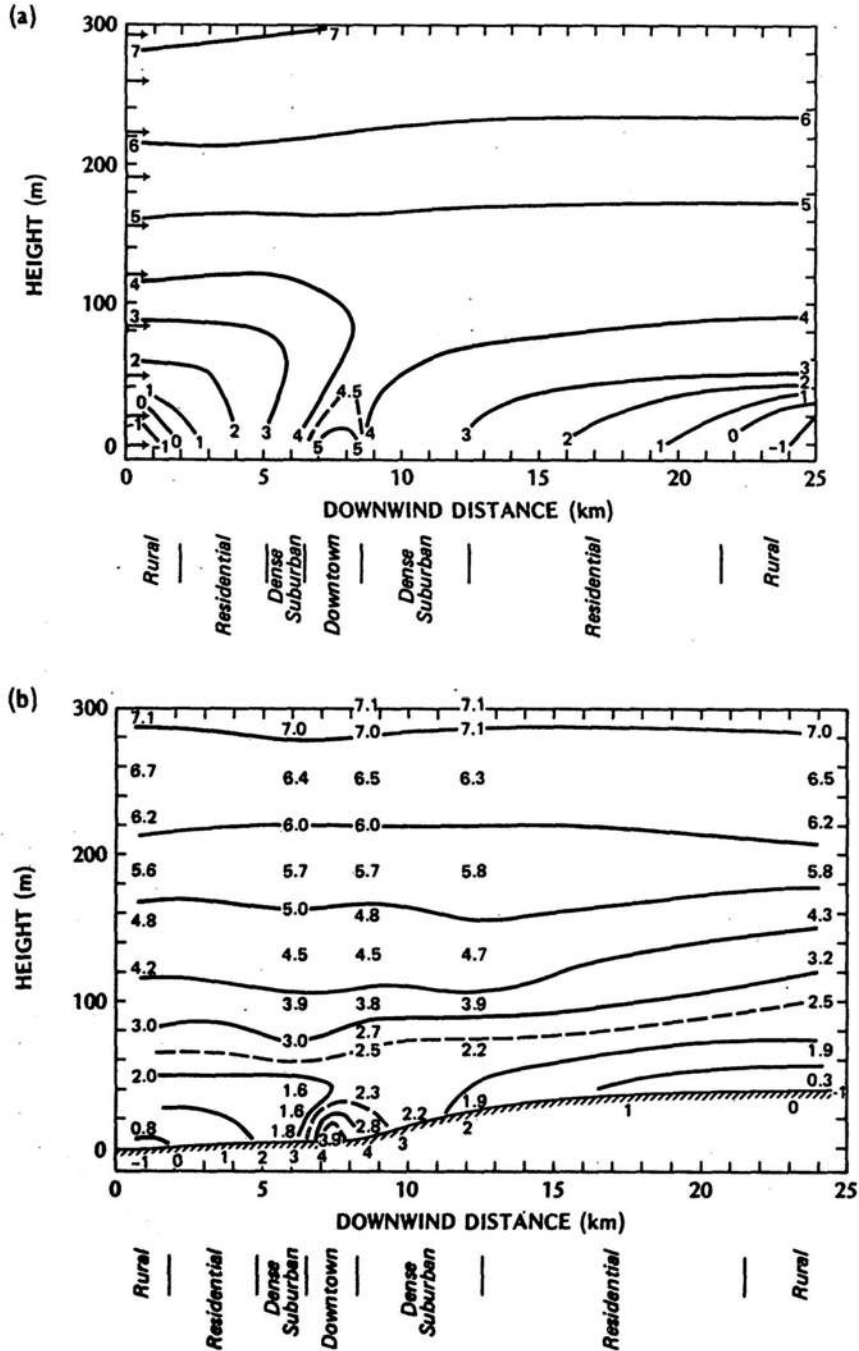 (a)
300
7
7
200
6
6
5
5
HEIGHT (m)
4
100
3
4
2
4.5
3
1
2
0
1
-1
-1 0 1 2 3 4 5 5 4 3 2 1 0 -1
0
0 5 10 15 20 25
DOWNWIND DISTANCE (km)
Rural
Residential
Dense
Suburban
Downtown
Dense
Suburban
Residential
Rural
(b)
300
7.1 7.1
7.1 7.0 7.0 7.1 7.0
6.7 6.4 6.5 6.3 6.5
6.2 6.0 6.0 6.2
200
5.6 5.7 5.7 5.8 5.8
4.8 5.0 4.8 4.3
HEIGHT (m)
4.2 4.5 4.5 4.7 3.2
100
3.9 3.8 3.9 2.5
3.0 3.0 2.7
2.5 2.2
2.0 1.6 2.3 1.9
1.6 1.9 0.3
0.8 1.8 3.9 2.8 2.2
0
-1 0 1 2 3 4 4 3 2 1 0 -1
0 5 10 15 20 25
DOWNWIND DISTANCE (km)
Rural
Residential
Dense
Suburban
Downtown
Dense
Suburban
Residential
Rural